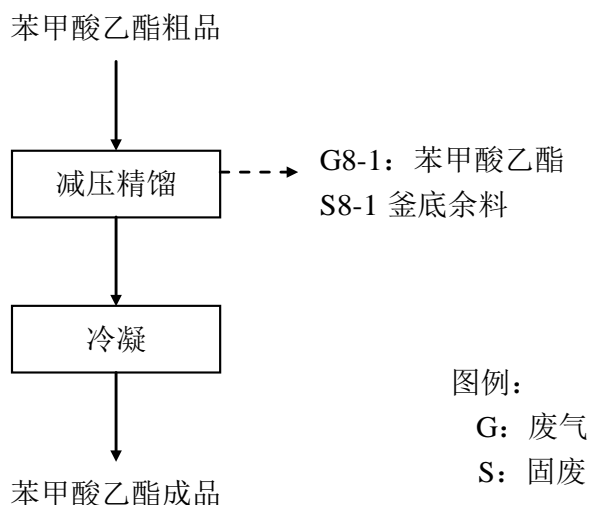 苯甲酸乙酯粗品
减压精馏
G8-1：苯甲酸乙酯
S8-1 釜底余料
冷凝
图例：
G：废气
S：固废
苯甲酸乙酯成品